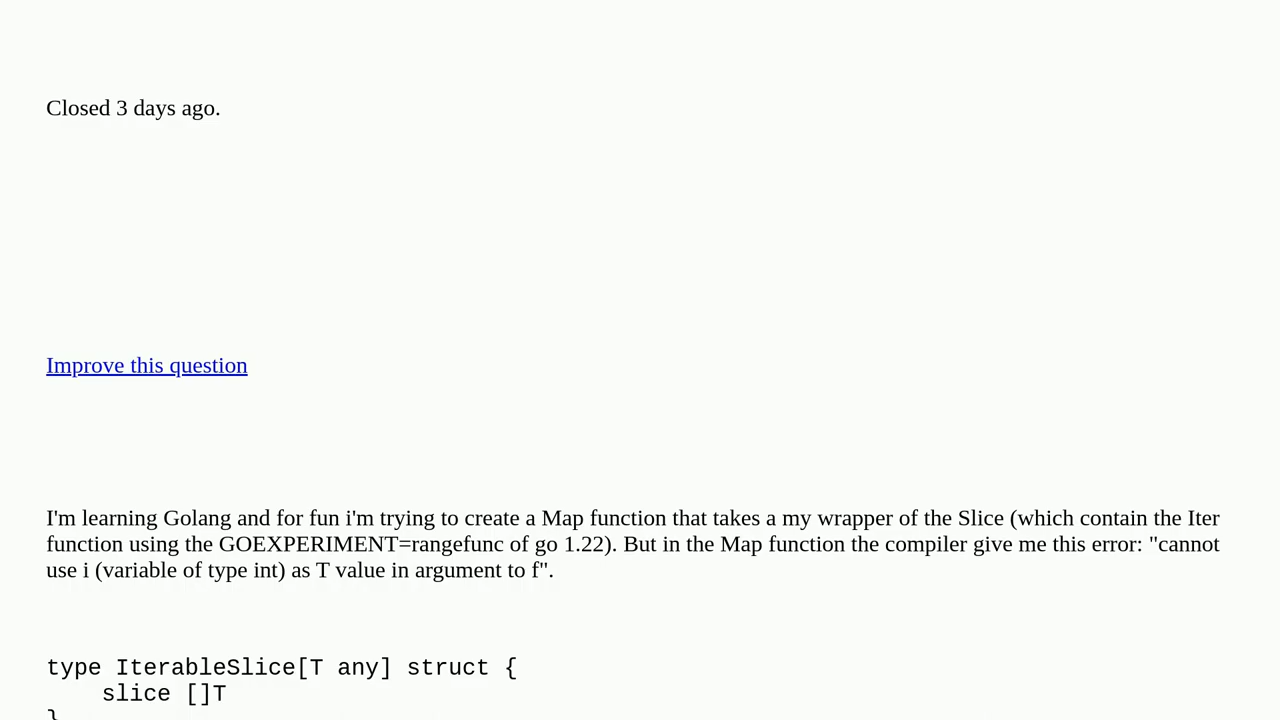 Closed 3 days ago.
Improve this question
I'm learning Golang and for fun i'm trying to create a Map function that takes a my wrapper of the Slice (which contain the Iter
function using the GOEXPERIMENT=rangefunc of go 1.22). But in the Map function the compiler give me this error: "cannot
use i (variable of type int) as T value in argument to f".
type IterableSlice[T any] struct {
    slice []T
}